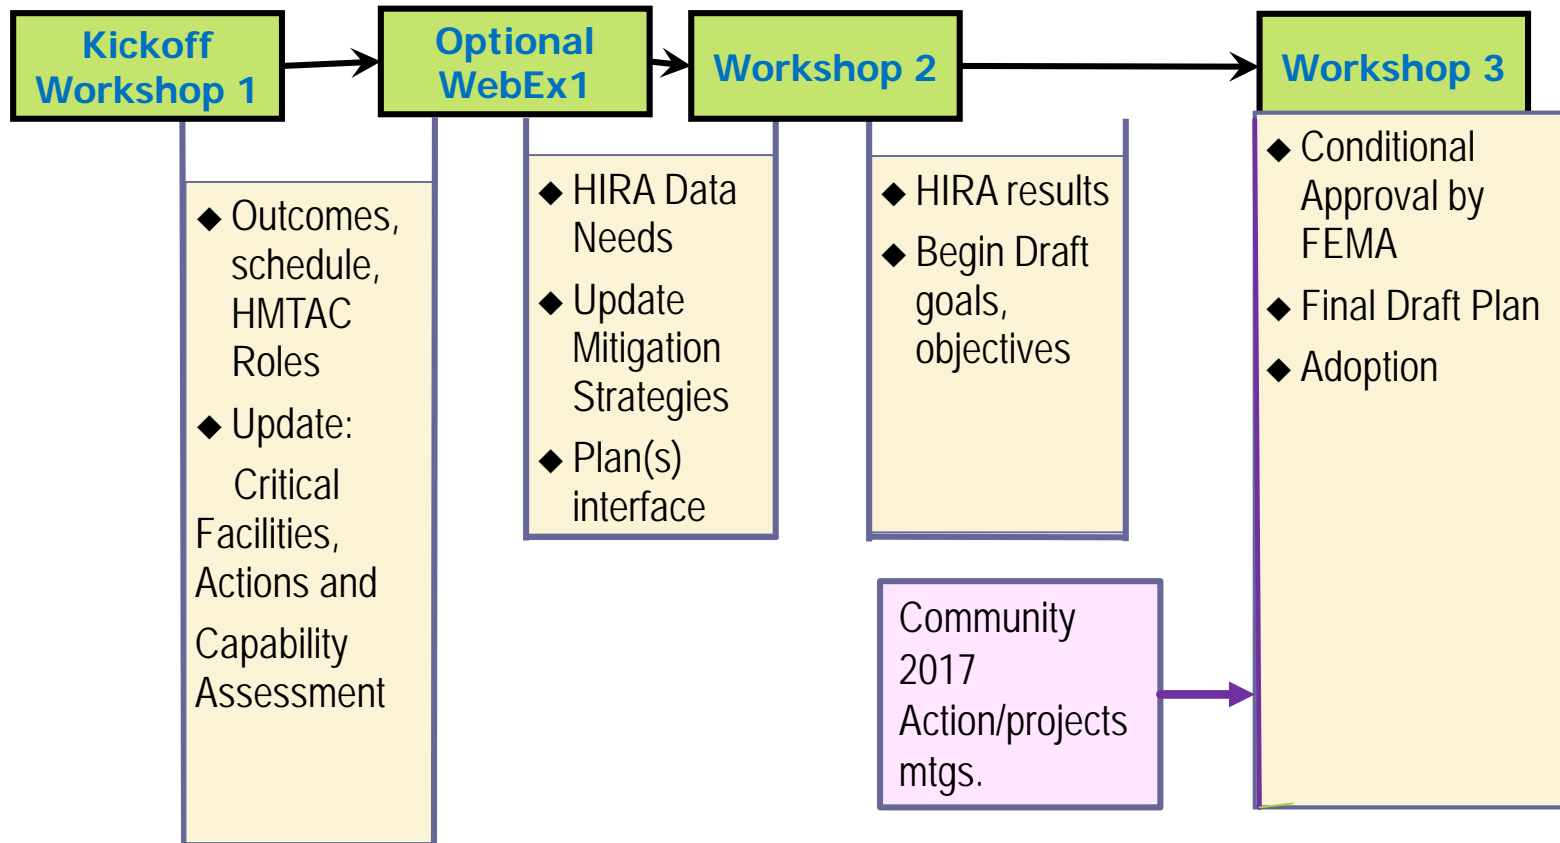 Kickoff
Workshop 1
Optional
WebEx1
Workshop 2
Workshop 3
◆ Outcomes,
schedule,
HMTAC
Roles
◆ Update:
Critical
Facilities,
Actions and
Capability
Assessment
◆ HIRA Data
Needs
◆ Update
Mitigation
Strategies
◆ Plan(s)
interface
◆ HIRA results
◆ Begin Draft
goals,
objectives
Community
2017
Action/projects
mtgs.
◆ Conditional
Approval by
FEMA
◆ Final Draft Plan
◆ Adoption